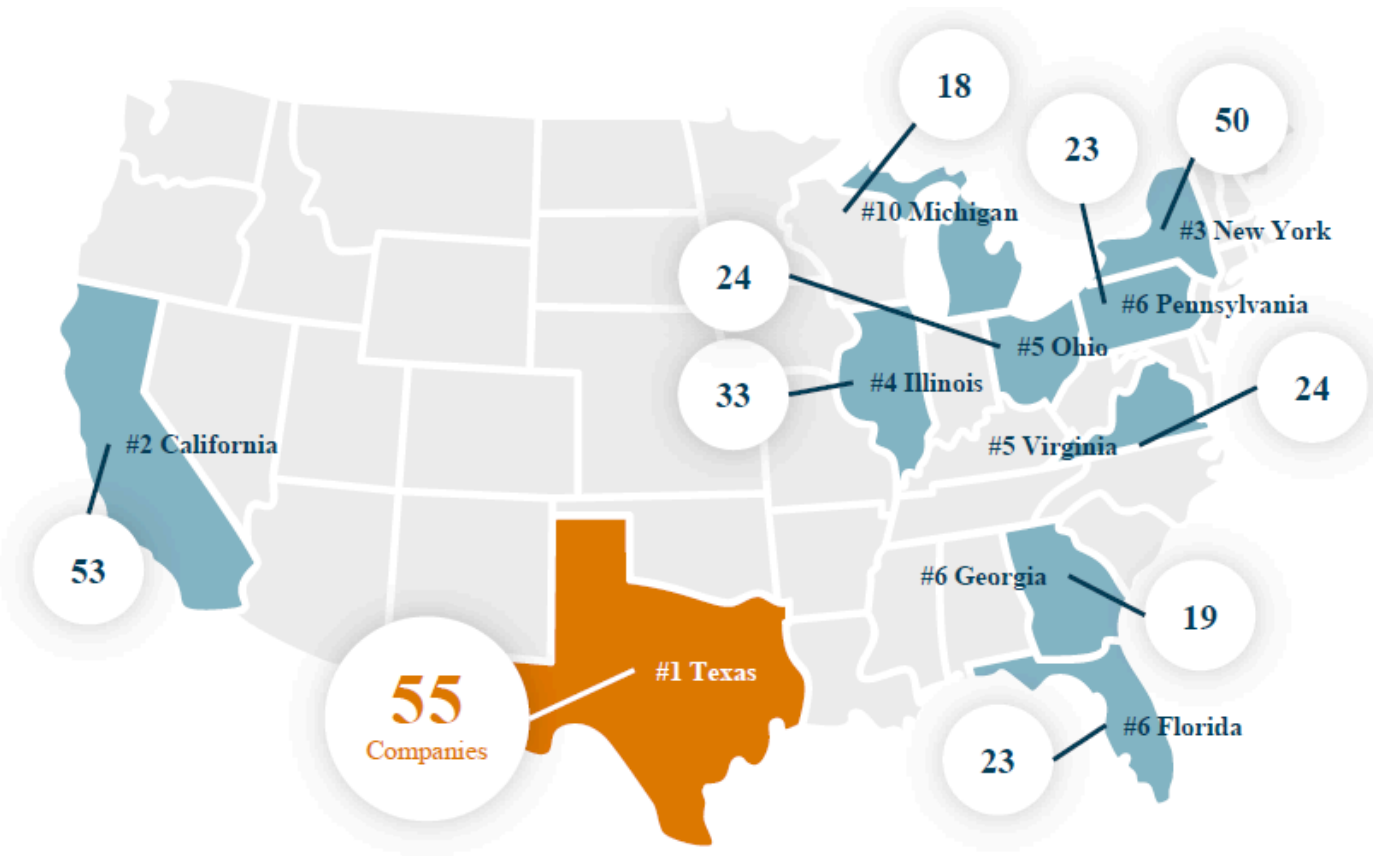 18
50
23
#10 Michigan
#3 New York
24
#6 Pennsylvania
#5 Ohio
33
#4 Illinois
24
#2 California
#5 Virginia
53
#6 Georgia
19
55
Companies
#1 Texas
#6 Florida
23